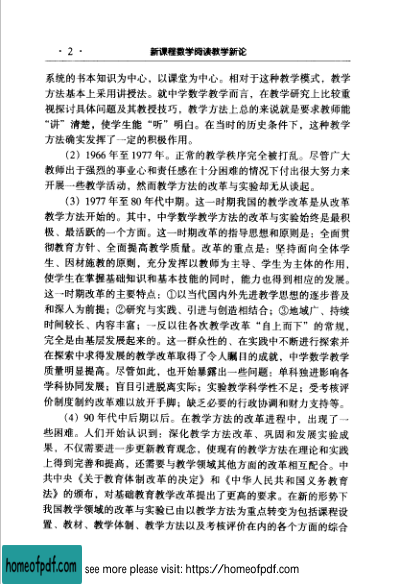 · 2 · 新课程数学阅读教学新论
系统的书本知识为中心，以课堂为中心。相对于这种教学模式，教学
方法基本上采用讲授法。就中学数学教学而言，在教学研究上比较重
视探讨具体问题及其教授技巧，教学方法上总的来说就是要求教师能
“讲”清楚，使学生能“听”明白。在当时的历史条件下，这种教学
方法确实发挥了一定的积极作用。
(2) 1966 年至 1977 年。正常的教学秩序完全被打乱。尽管广大
教师出于强烈的事业心和责任感在十分困难的情况下付出很大努力来
开展一些教学活动，然而教学方法的改革与实验却无从谈起。
(3) 1977 年至 80 年代中期。这一时期我国的教学改革是从改革
教学方法开始的。其中，中学数学教学方法的改革与实验始终是最积
极、最活跃的一个方面。这一时期改革的指导思想和原则是：全面贯
彻教育方针、全面提高教学质量。改革的重点是：坚持面向全体学
生、因材施教的原则，充分发挥以教师为主导、学生为主体的作用，
使学生在掌握基础知识和基本技能的同时，能力也得到相应的发展。
这一时期改革的主要特点：①以当代国内外先进教学思想的逐步普及
和深入为前提；②研究与实践、引进与创造相结合；③地域广、持续
时间较长、内容丰富；一反以往各次教学改革“自上而下”的常规，
完全是由基层发展起来的。这一群众性的、在实践中不断进行探索并
在探索中求得发展的教学改革取得了令人瞩目的成就，中学数学教学
质量明显提高。尽管如此，也开始暴露出一些问题：单科独进影响各
学科协同发展；盲目引进脱离实际；实验教学科学性不足；受考核评
价制度制约改革难以放开手脚；缺乏必要的行政协调和财力支持等。
(4) 90 年代中后期以后。在教学方法的改革进程中，出现了一
些困难。人们开始认识到：深化教学方法改革、巩固和发展实验成
果，不仅需要进一步更新教育观念，使现有的教学方法在理论和实践
上得到完善和提高，还需要与教学领域其他方面的改革相互配合。中
共中央《关于教育体制改革的决定》和《中华人民共和国义务教育
法》的颁布，对基础教育教学改革提出了更高的要求。在新的形势下
我国教学领域的改革与实验已由以教学方法为重点转变为包括课程设
置、教材、教学体制、教学方法以及考核评价在内的各个方面的综合
homeofpdf.com
see more please visit: https://homeofpdf.com